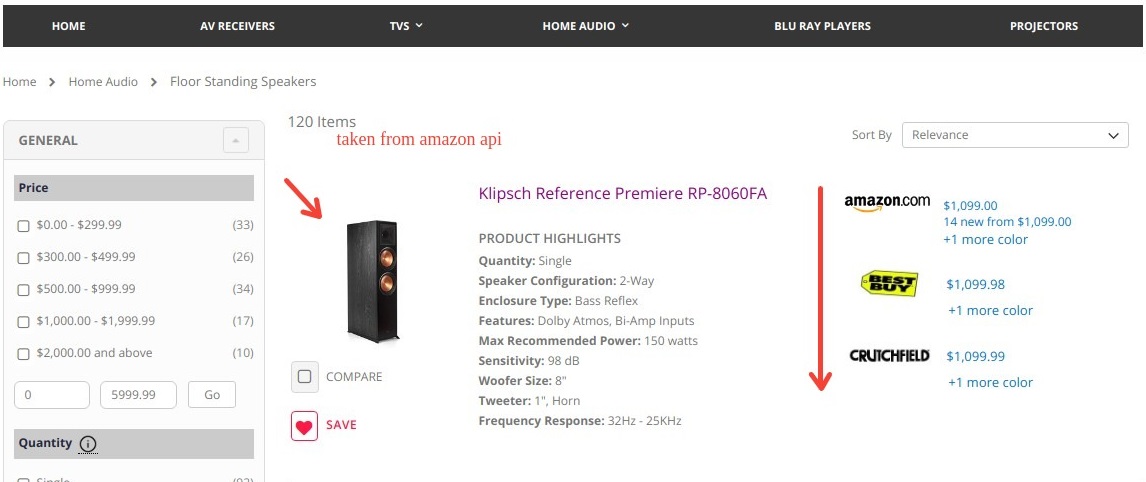 HOME AV RECEIVERS TVS HOME AUDIO BLU RAY PLAYERS PROJECTORS
Home Home Audio Floor Standing Speakers
120 Items
taken from amazon api
Sort By Relevance
GENERAL
Price
$0.00 - $299.99 (33)
$300.00 - $499.99 (26)
$500.00 - $999.99 (34)
$1,000.00 - $1,999.99 (17)
$2,000.00 and above (10)
0 5999.99 Go
Quantity
Single (92)
COMPARE
SAVE
Klipsch Reference Premiere RP-8060FA
PRODUCT HIGHLIGHTS
Quantity: Single
Speaker Configuration: 2-Way
Enclosure Type: Bass Reflex
Features: Dolby Atmos, Bi-Amp Inputs
Max Recommended Power: 150 watts
Sensitivity: 98 dB
Woofer Size: 8"
Tweeter: 1", Horn
Frequency Response: 32Hz - 25KHz
amazon.com $1,099.00
14 new from $1,099.00
+1 more color
BEST BUY $1,099.98
+1 more color
CRUTCHFIELD $1,099.99
+1 more color